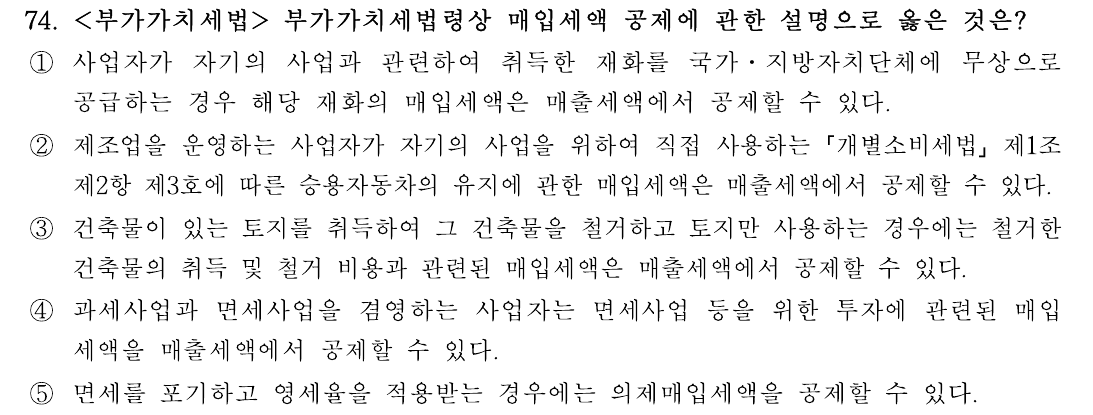 74. <부가가치세법> 부가가치세법령상 매입세액 공제에 관한 설명으로 옳은 것은?
① 사업자가 자기의 사업과 관련하여 취득한 재화를 국가·지방자치단체에 무상으로
공급하는 경우 해당 재화의 매입세액은 매출세액에서 공제할 수 있다.
② 제조업을 운영하는 사업자가 자기의 사업을 위하여 직접 사용하는 「개별소비세법」 제1조
제2항 제3호에 따른 승용자동차의 유지에 관한 매입세액은 매출세액에서 공제할 수 있다.
③ 건축물이 있는 토지를 취득하여 그 건축물을 철거하고 토지만 사용하는 경우에는 철거한
건축물의 취득 및 철거 비용과 관련된 매입세액은 매출세액에서 공제할 수 있다.
④ 과세사업과 면세사업을 겸영하는 사업자는 면세사업 등을 위한 투자에 관련된 매입
세액을 매출세액에서 공제할 수 있다.
⑤ 면세를 포기하고 영세율을 적용받는 경우에는 의제매입세액을 공제할 수 있다.